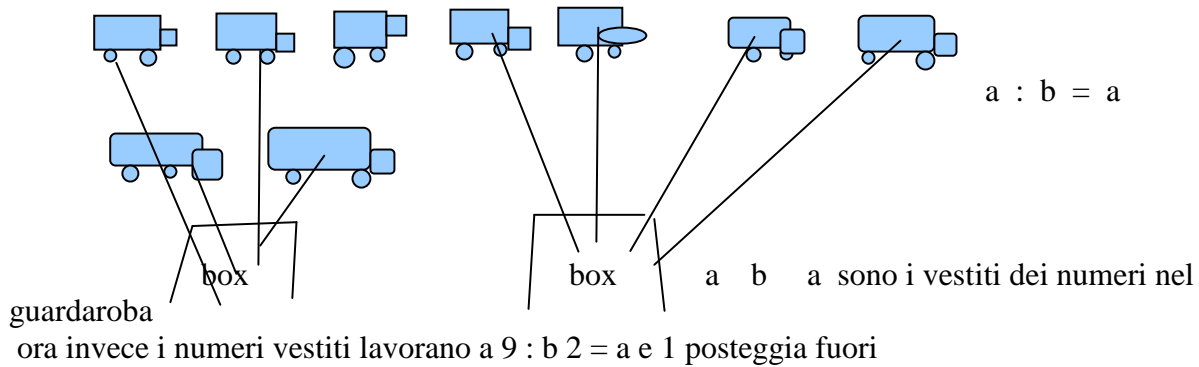 a : b = a
box box a b a sono i vestiti dei numeri nel
guardaroba
ora invece i numeri vestiti lavorano a 9 : b 2 = a e 1 posteggia fuori